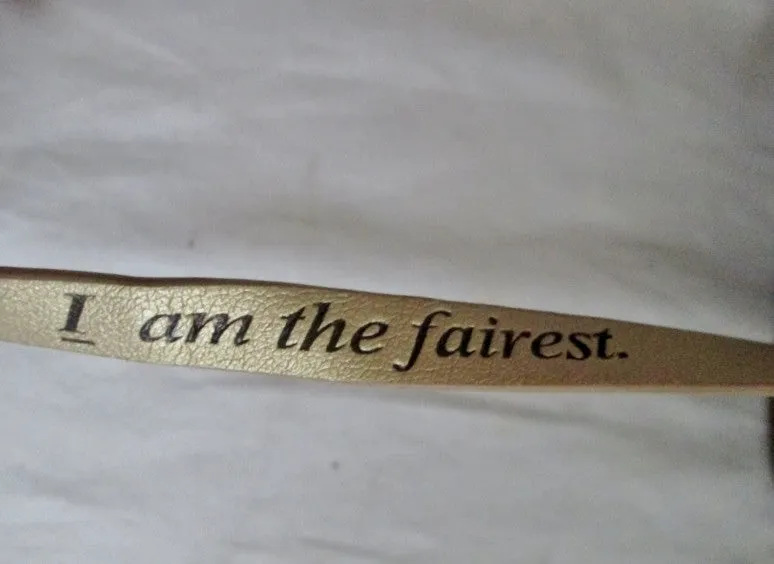 I am the fairest.